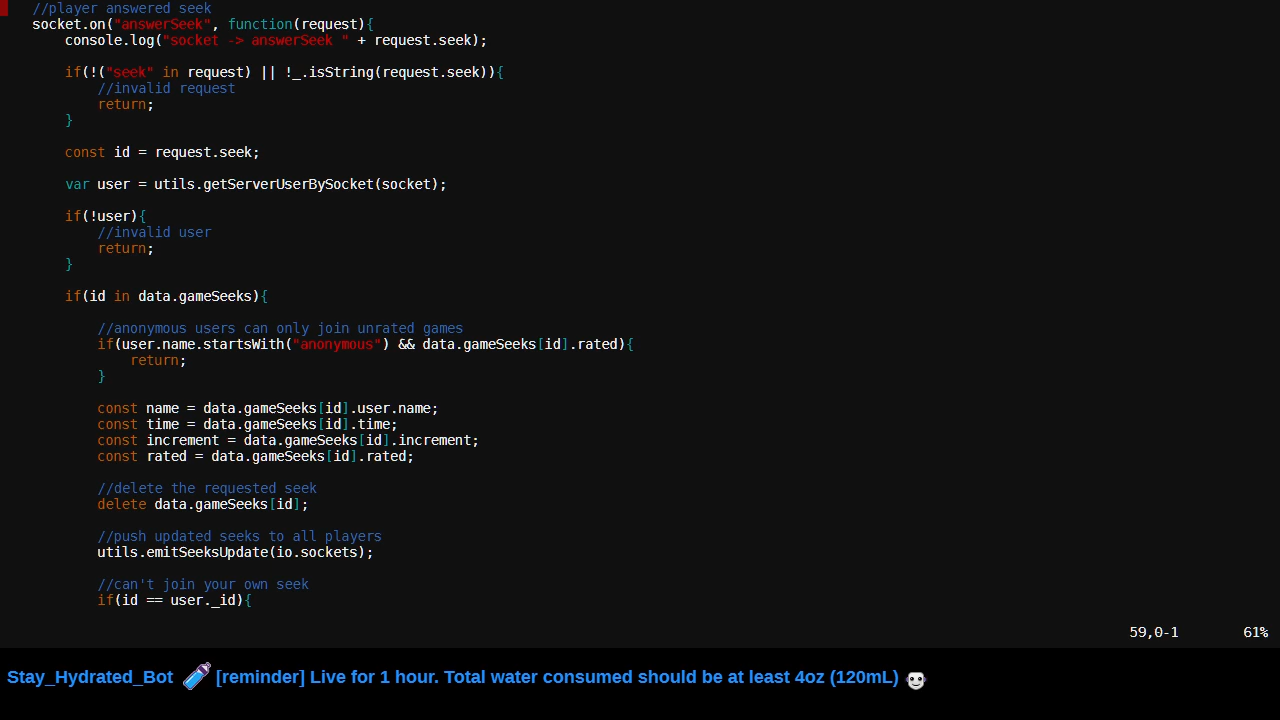 //player answered seek
socket.on("answerSeek", function(request){
console.log("socket -> answerSeek " + request.seek);
if(!("seek" in request) || !_.isString(request.seek)){
//invalid request
return;
}
const id = request.seek;
var user = utils.getServerUserBySocket(socket);
if(!user){
//invalid user
return;
}
if(id in data.gameSeeks){
//anonymous users can only join unrated games
if(user.name.startsWith("anonymous") && data.gameSeeks[id].rated){
return;
}
const name = data.gameSeeks[id].user.name;
const time = data.gameSeeks[id].time;
const increment = data.gameSeeks[id].increment;
const rated = data.gameSeeks[id].rated;
//delete the requested seek
delete data.gameSeeks[id];
//push updated seeks to all players
utils.emitSeeksUpdate(io.sockets);
//can't join your own seek
if(id == user._id){
59,0-1 61%
Stay_Hydrated_Bot [reminder] Live for 1 hour. Total water consumed should be at least 4oz (120mL)